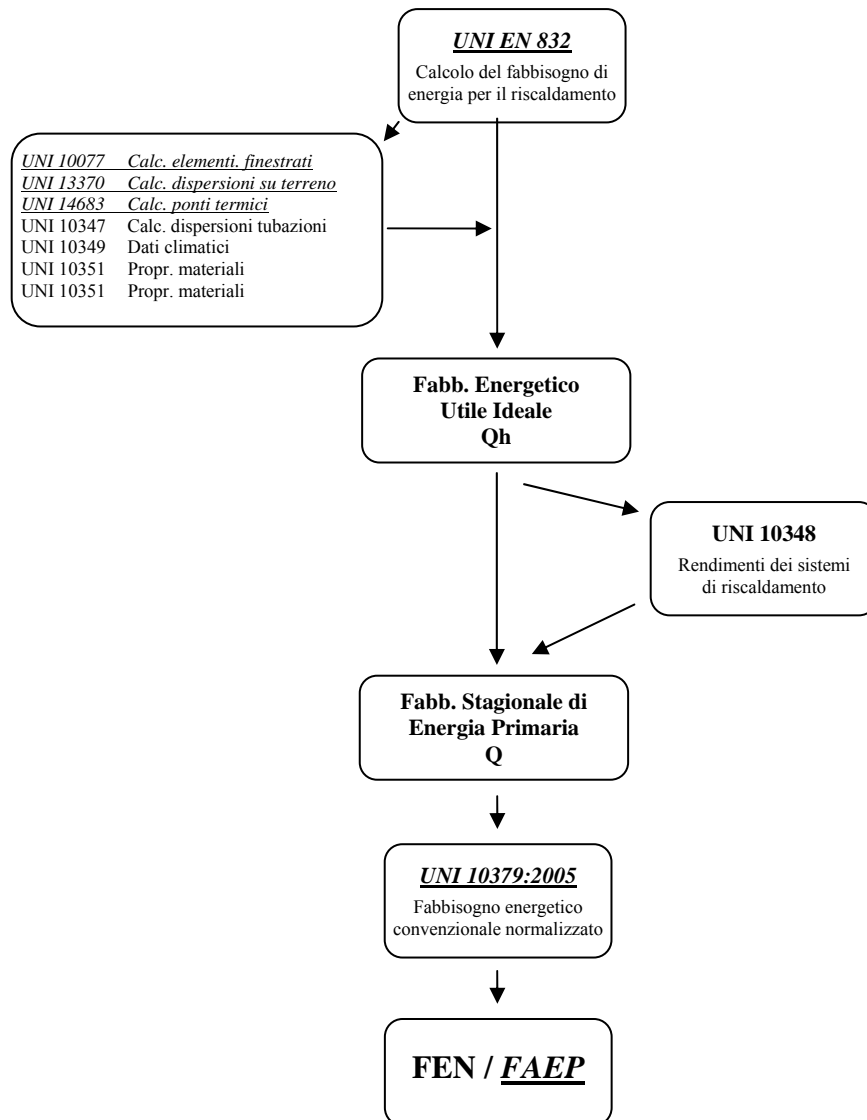 UNI EN 832
Calcolo del fabbisogno di
energia per il riscaldamento
UNI 10077 Calc. elementi. finestrati
UNI 13370 Calc. dispersioni su terreno
UNI 14683 Calc. ponti termici
UNI 10347 Calc. dispersioni tubazioni
UNI 10349 Dati climatici
UNI 10351 Propr. materiali
UNI 10351 Propr. materiali
Fabb. Energetico
Utile Ideale
Qh
UNI 10348
Rendimenti dei sistemi
di riscaldamento
Fabb. Stagionale di
Energia Primaria
Q
UNI 10379:2005
Fabbisogno energetico
convenzionale normalizzato
FEN / FAEP